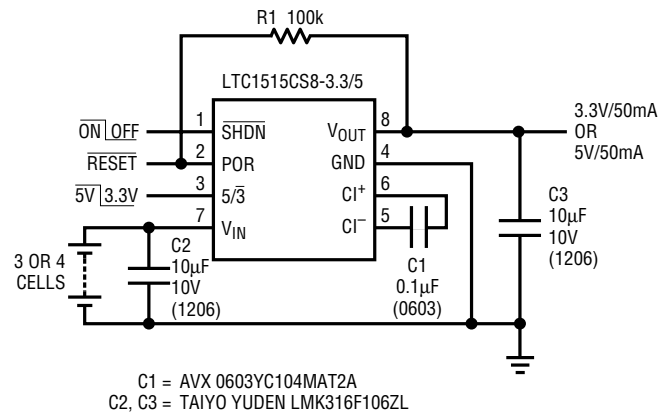 R1 100k
LTC1515CS8-3.3/5
ON OFF
1
SHDN
VOUT
8
3.3V/50mA
OR
5V/50mA
RESET
2
POR
GND
4
5V 3.3V
3
5/3
CI+
6
7
VIN
CI–
5
C3
10µF
10V
(1206)
3 OR 4
CELLS
C2
10µF
10V
(1206)
C1
0.1µF
(0603)
C1 = AVX 0603YC104MAT2A
C2, C3 = TAIYO YUDEN LMK316F106ZL